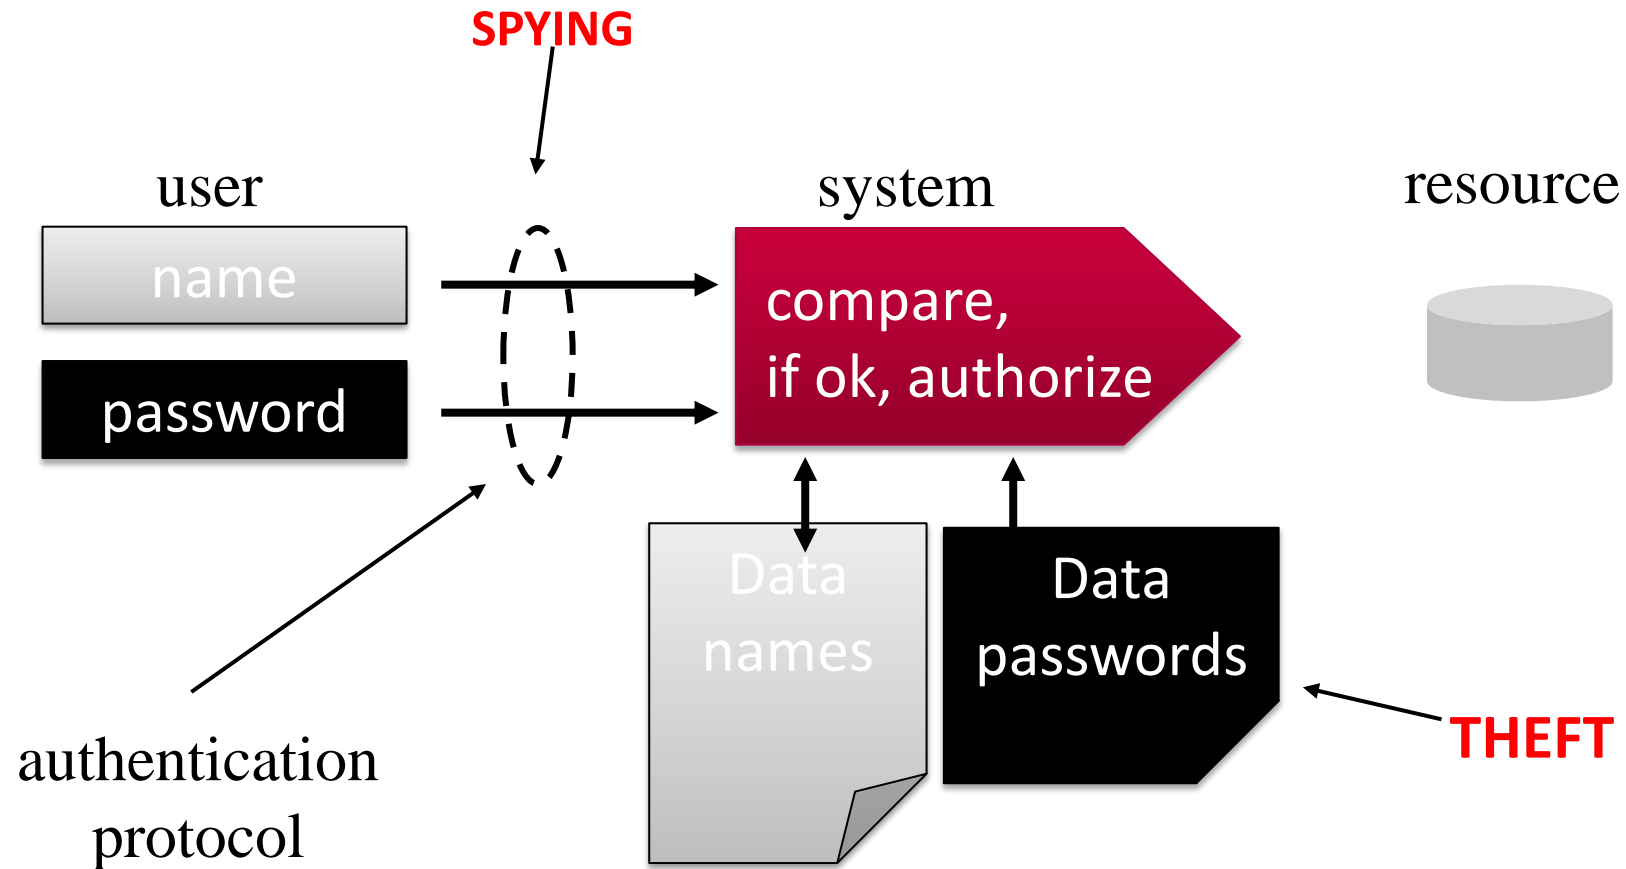 SPYING
user
system
resource
name
compare,
if ok, authorize
password
Data
names
Data
passwords
THEFT
authentication
protocol